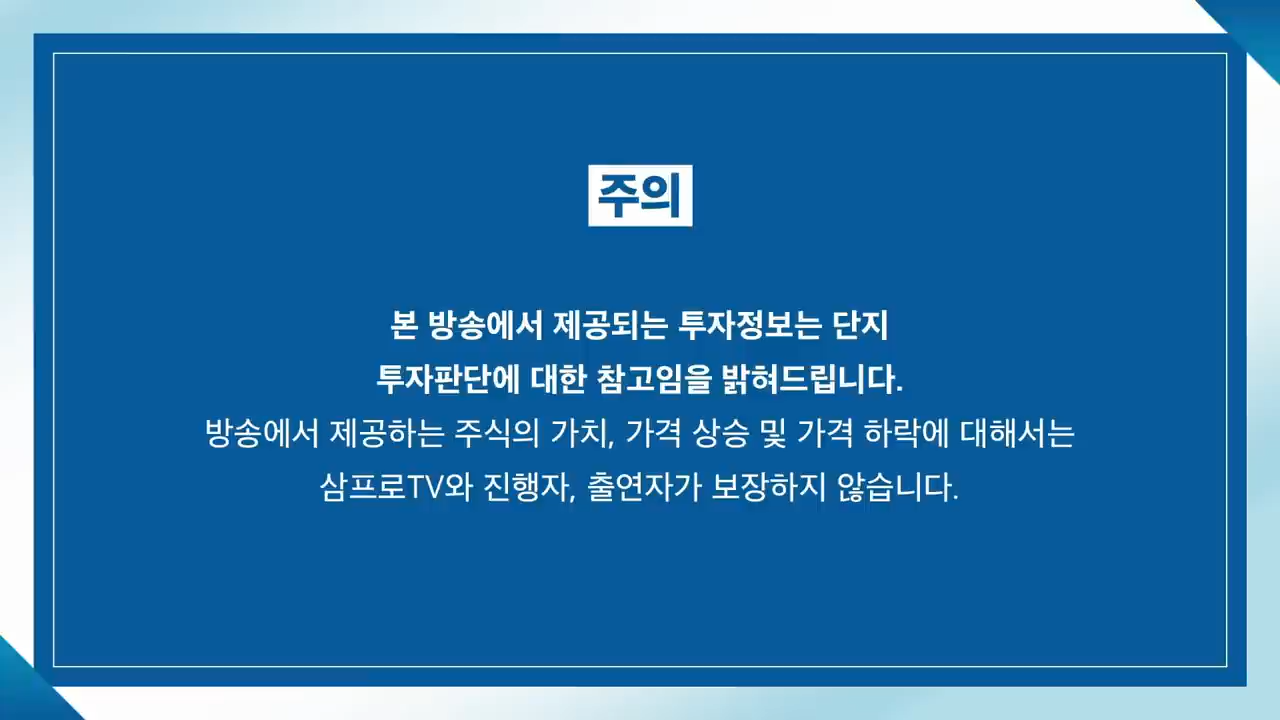 주의
본 방송에서 제공되는 투자정보는 단지
투자판단에 대한 참고임을 밝혀드립니다.
방송에서 제공하는 주식의 가치, 가격 상승 및 가격 하락에 대해서는
삼프로TV와 진행자, 출연자가 보장하지 않습니다.